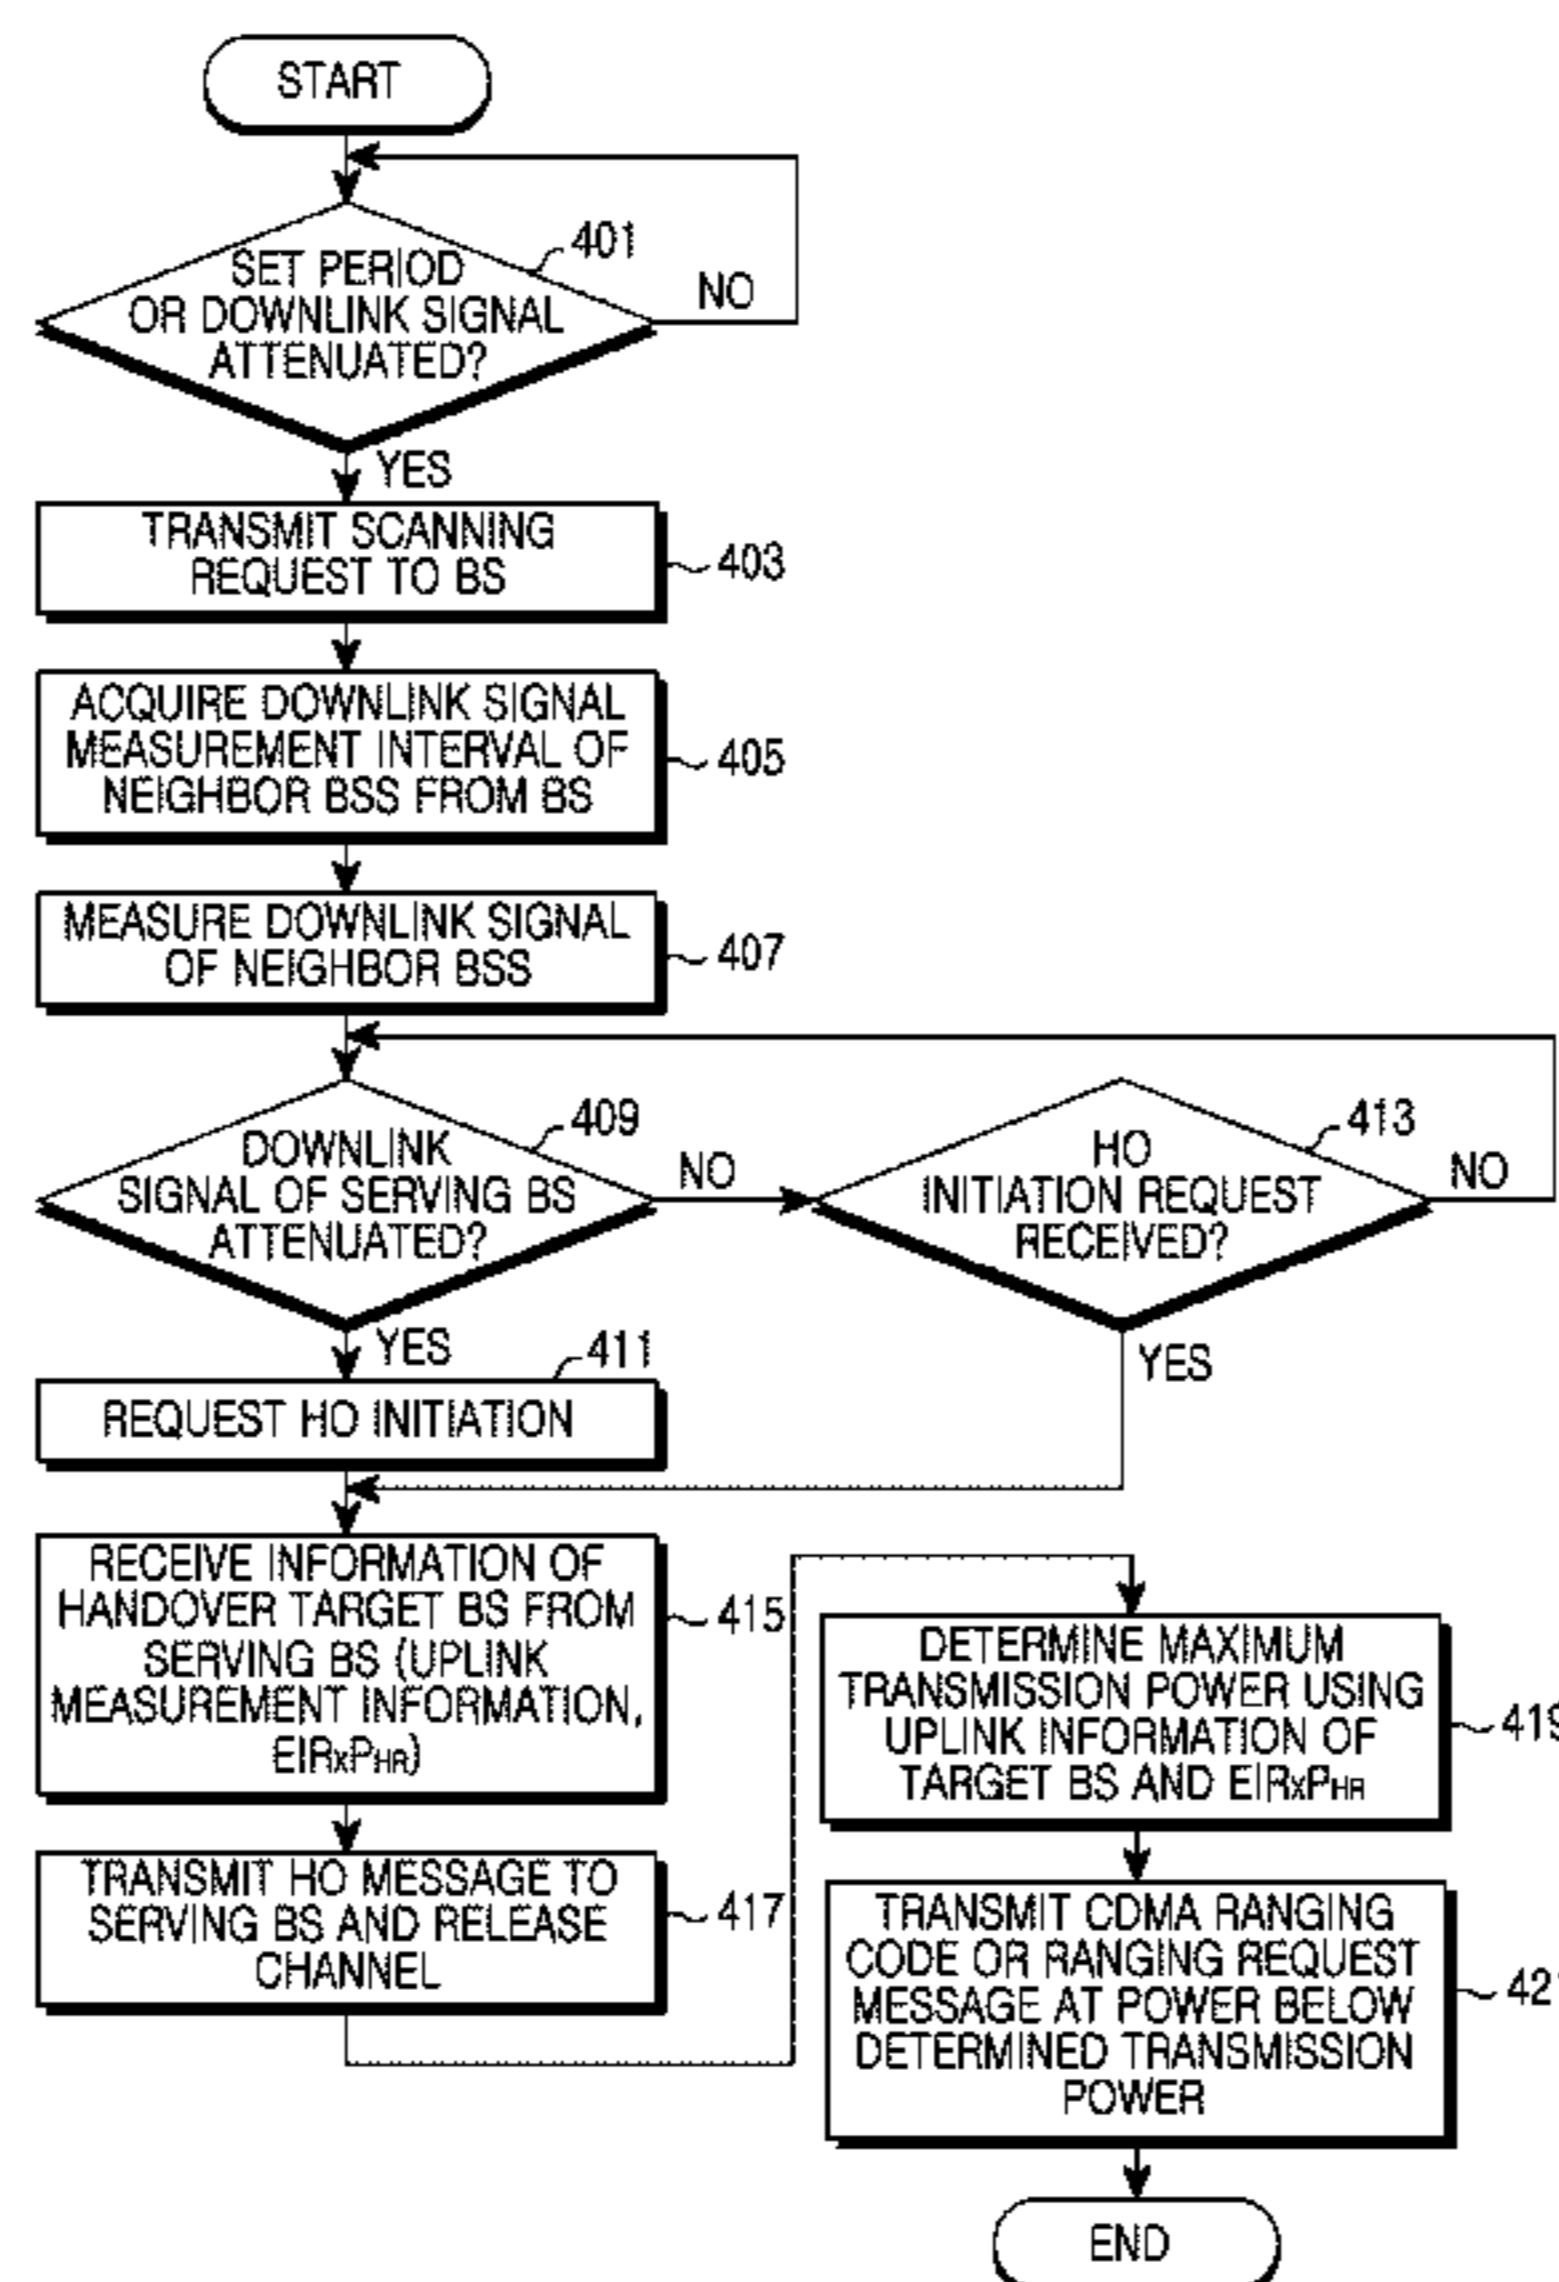 START
401
SET PERIOD
OR DOWNLINK SIGNAL
ATTENUATED?
NO
YES
TRANSMIT SCANNING
REQUEST TO BS
403
ACQUIRE DOWNLINK SIGNAL
MEASUREMENT INTERVAL OF
NEIGHBOR BSS FROM BS
405
MEASURE DOWNLINK SIGNAL
OF NEIGHBOR BSS
407
409
DOWNLINK
SIGNAL OF SERVING BS
ATTENUATED?
NO
413
HO
INITIATION REQUEST
RECEIVED?
NO
YES
YES
411
REQUEST HO INITIATION
RECEIVE INFORMATION OF
HANDOVER TARGET BS FROM
SERVING BS (UPLINK
MEASUREMENT INFORMATION,
EIRxPHR)
415
TRANSMIT HO MESSAGE TO
SERVING BS AND RELEASE
CHANNEL
417
DETERMINE MAXIMUM
TRANSMISSION POWER USING
UPLINK INFORMATION OF
TARGET BS AND EIRxPHR
419
TRANSMIT CDMA RANGING
CODE OR RANGING REQUEST
MESSAGE AT POWER BELOW
DETERMINED TRANSMISSION
POWER
END